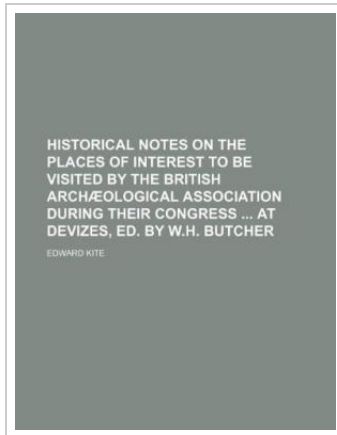 HISTORICAL NOTES ON THE
PLACES OF INTEREST TO BE
VISITED BY THE BRITISH
ARCHÆOLOGICAL ASSOCIATION
DURING THEIR CONGRESS ... AT
DEVIZES, ED. BY W.H. BUTCHER
EDWARD KITE